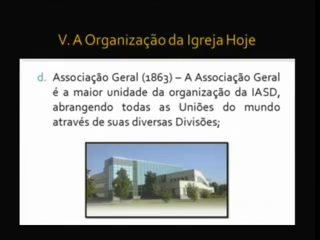 V. A Organização da Igreja Hoje
d. Associação Geral (1863) – A Associação Geral
é a maior unidade da organização da IASD,
abrangendo todas as Uniões do mundo
através de suas diversas Divisões;